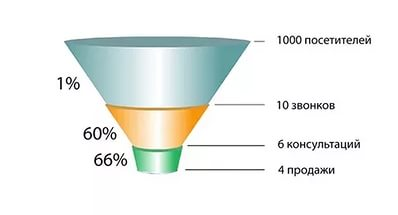 1000 посетителей
1%
10 звонков
60%
6 консультаций
66%
4 продажи